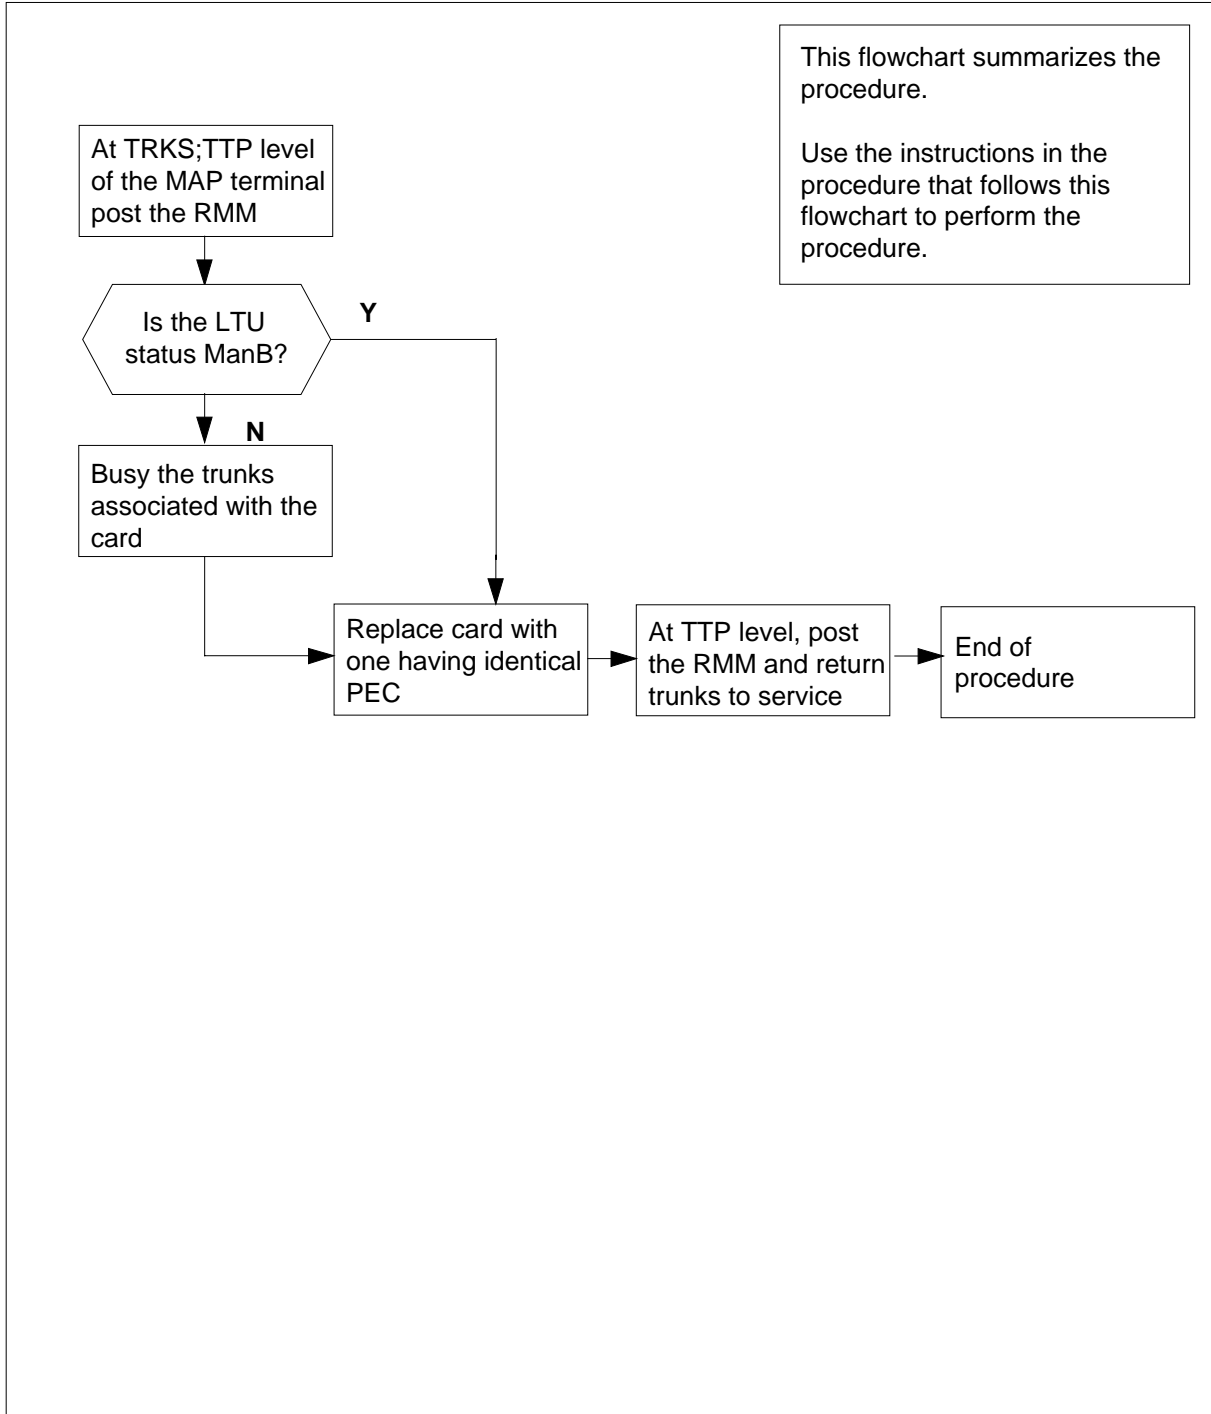 This flowchart summarizes the
procedure.
Use the instructions in the
procedure that follows this
flowchart to perform the
procedure.
At TRKS;TTP level
of the MAP terminal
post the RMM
Is the LTU
status ManB?
Y
N
Busy the trunks
associated with the
card
Replace card with
one having identical
PEC
At TTP level, post
the RMM and return
trunks to service
End of
procedure